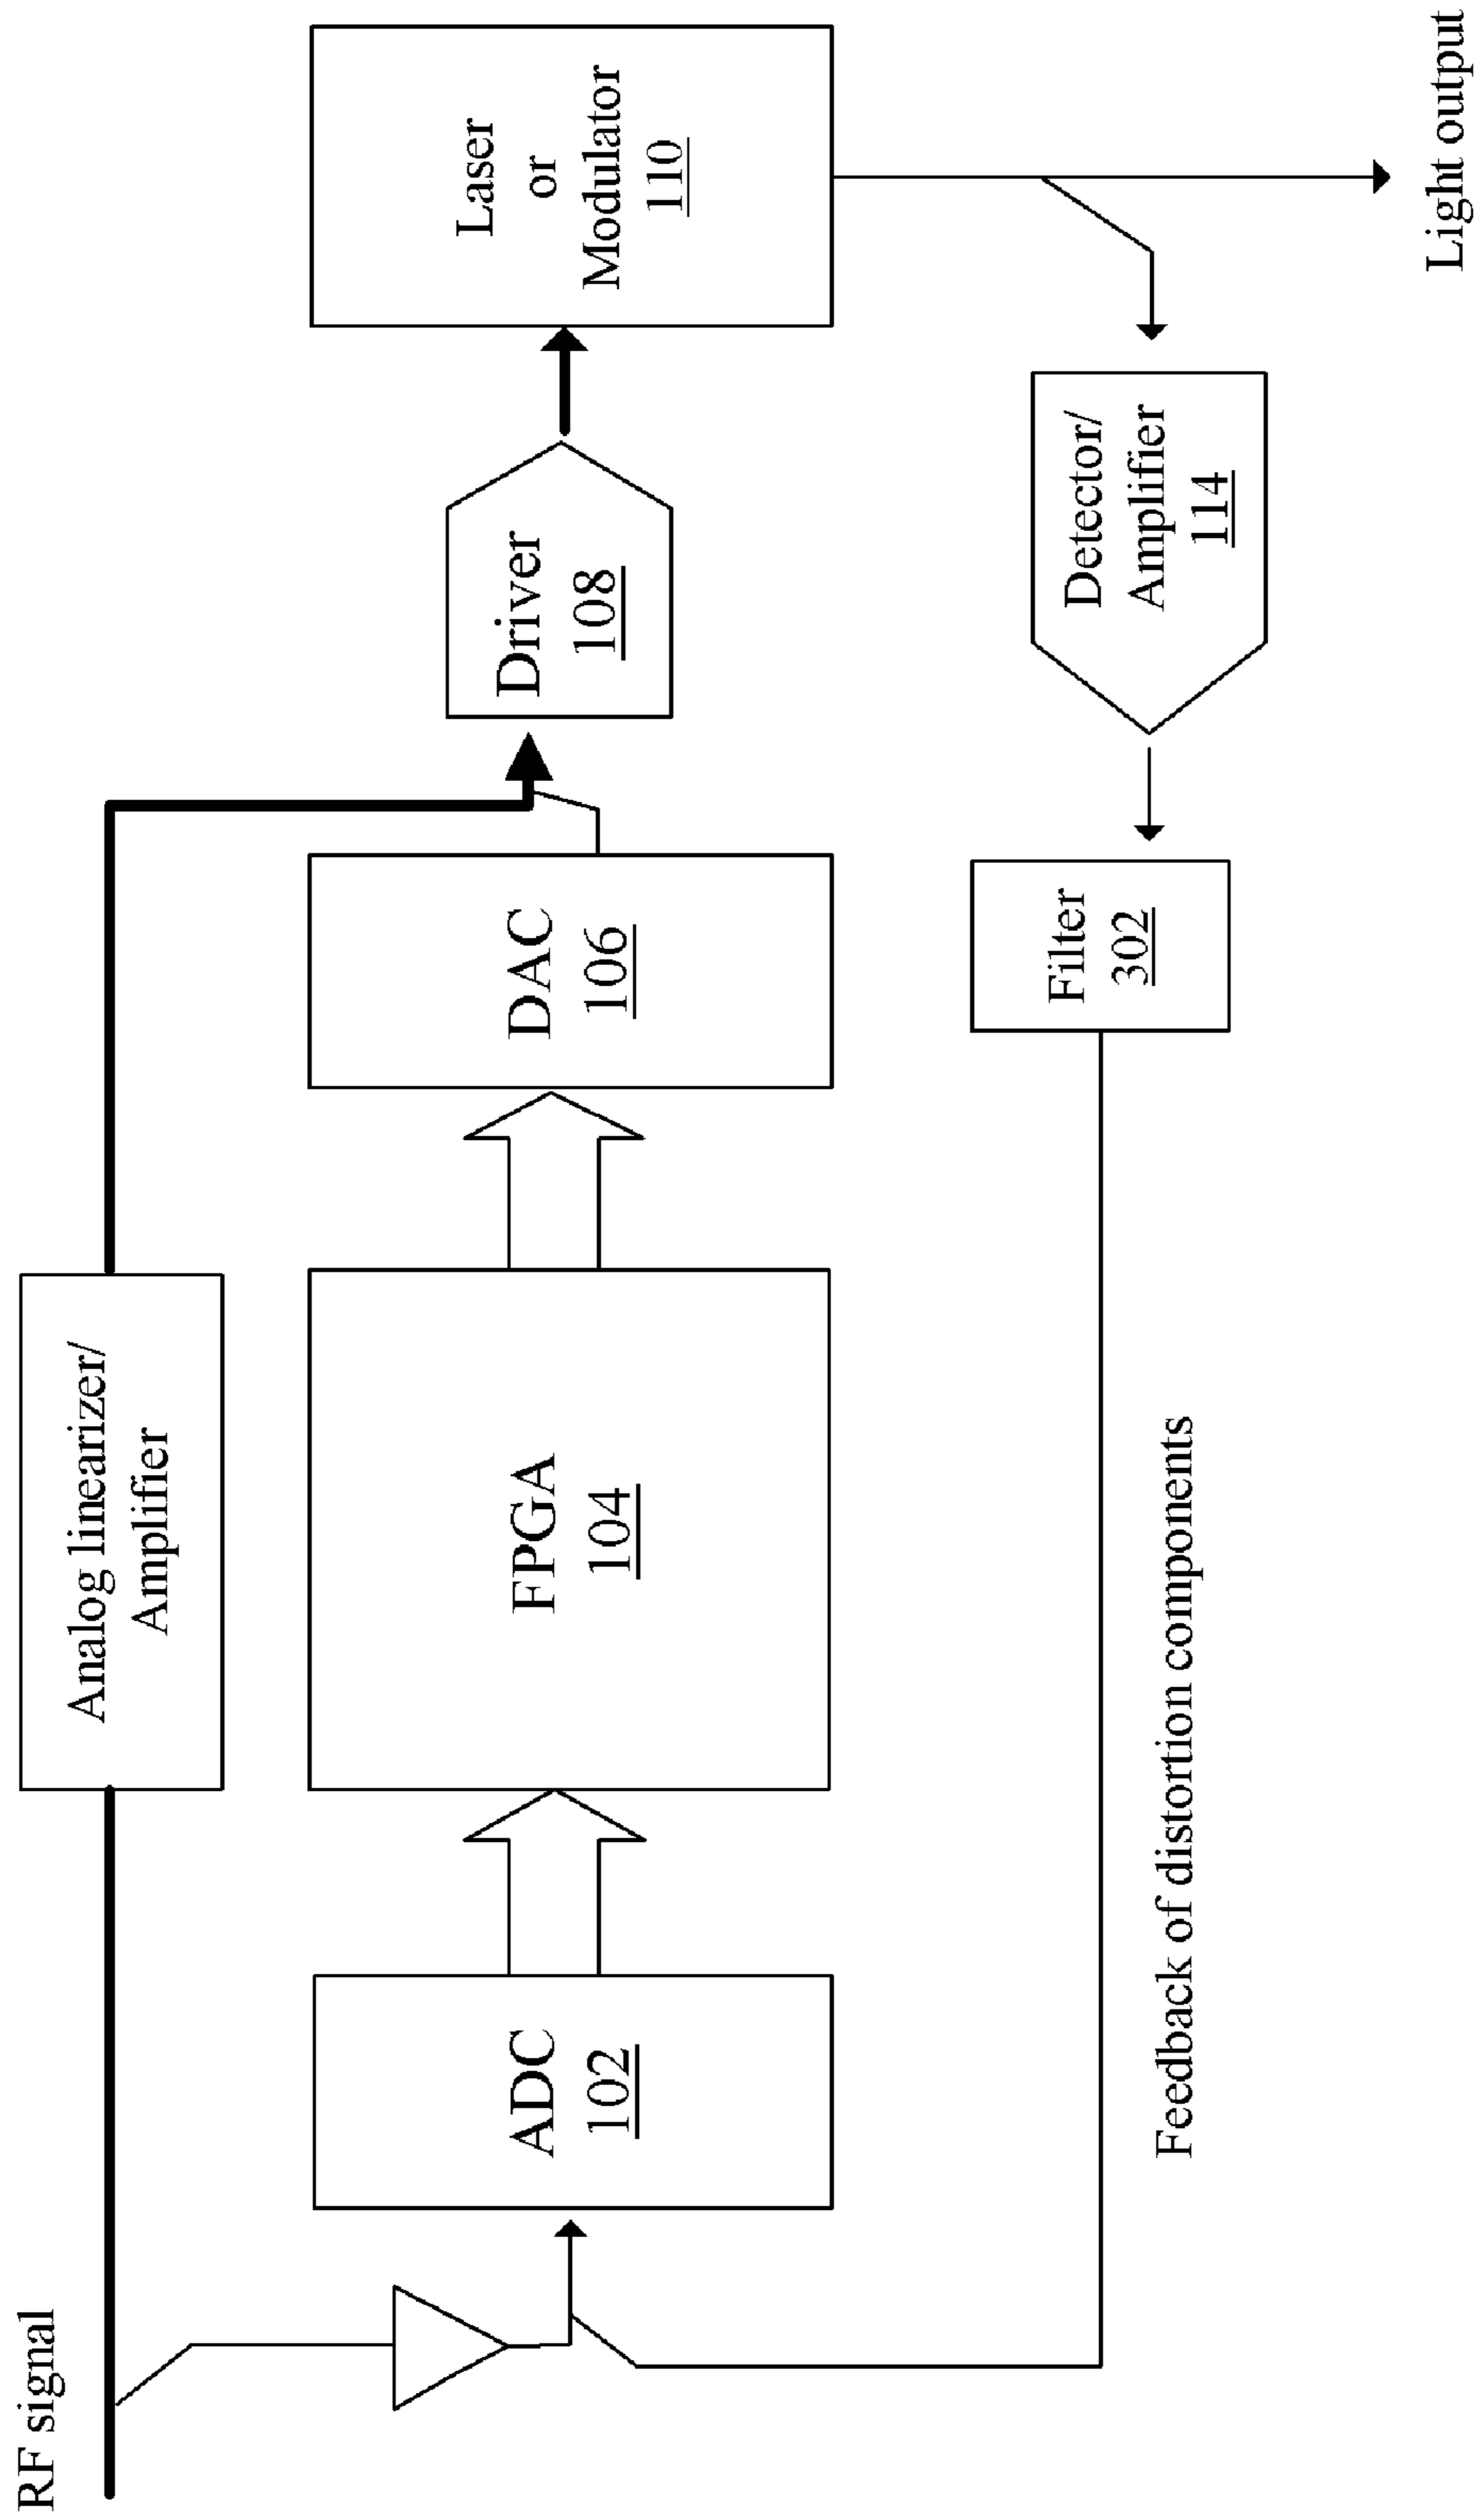 RF signal
Analog linearizer/
Amplifier
ADC
102
FPGA
104
DAC
106
Driver
108
Laser
or
Modulator
110
Detector/
Amplifier
114
Filter
302
Feedback of distortion components
Light output